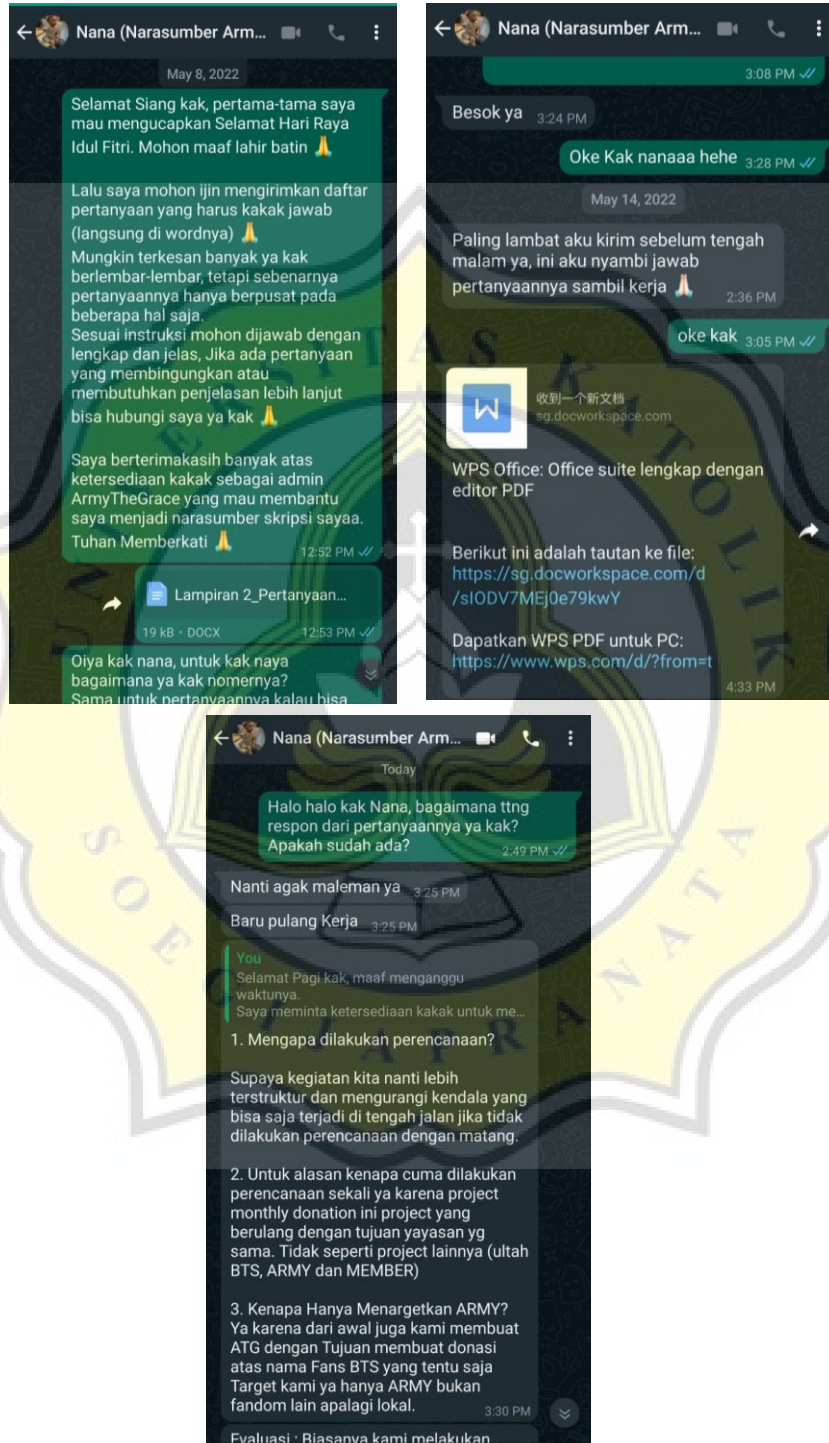 Nana (Narasumber Arm...
May 8, 2022
Selamat Siang kak, pertama-tama saya
mau mengucapkan Selamat Hari Raya
Idul Fitri. Mohon maaf lahir batin 🙏
Lalu saya mohon ijin mengirimkan daftar
pertanyaan yang harus kakak jawab
(langsung di wordnya) 🙏
Mungkin terkesan banyak ya kak
berlembar-lembar, tetapi sebenarnya
pertanyaannya hanya berpusat pada
beberapa hal saja.
Sesuai instruksi mohon dijawab dengan
lengkap dan jelas, Jika ada pertanyaan
yang membingungkan atau
membutuhkan penjelasan lebih lanjut
bisa hubungi saya ya kak 🙏
Saya berterimakasih banyak atas
ketersediaan kakak sebagai admin
ArmyTheGrace yang mau membantu
saya menjadi narasumber skripsi sayaa.
Tuhan Memberkati 🙏
12:52 PM
Lampiran 2_Pertanyaan...
19 kB · DOCX 12:53 PM
Oiya kak nana, untuk kak naya
bagaimana ya kak nomernya?
Sama untuk pertanyaannya kalau bisa
Nana (Narasumber Arm...
3:08 PM
Besok ya 3:24 PM
Oke Kak nanaaa hehe 3:28 PM
May 14, 2022
Paling lambat aku kirim sebelum tengah
malam ya, ini aku nyambi jawab
pertanyaannya sambil kerja 🙏
2:36 PM
oke kak 3:05 PM
收到一个新文档
sg.docworkspace.com
WPS Office: Office suite lengkap dengan
editor PDF
Berikut ini adalah tautan ke file:
https://sg.docworkspace.com/d
/sIODV7MEj0e79kwY
Dapatkan WPS PDF untuk PC:
https://www.wps.com/d/?from=t
4:33 PM
Nana (Narasumber Arm...
Today
Halo halo kak Nana, bagaimana ttng
respon dari pertanyaannya ya kak?
Apakah sudah ada?
2:49 PM
Nanti agak maleman ya 3:25 PM
Baru pulang Kerja 3:25 PM
You
Selamat Pagi kak, maaf menganggu
waktunya.
Saya meminta ketersediaan kakak untuk me...
1. Mengapa dilakukan perencanaan?
Supaya kegiatan kita nanti lebih
terstruktur dan mengurangi kendala yang
bisa saja terjadi di tengah jalan jika tidak
dilakukan perencanaan dengan matang.
2. Untuk alasan kenapa cuma dilakukan
perencanaan sekali ya karena project
monthly donation ini project yang
berulang dengan tujuan yayasan yg
sama. Tidak seperti project lainnya (ultah
BTS, ARMY dan MEMBER)
3. Kenapa Hanya Menargetkan ARMY?
Ya karena dari awal juga kami membuat
ATG dengan Tujuan membuat donasi
atas nama Fans BTS yang tentu saja
Target kami ya hanya ARMY bukan
fandom lain apalagi lokal.
3:30 PM
Evaluasi : Biasanya kami melakukan
SOEGIJAPRANATA